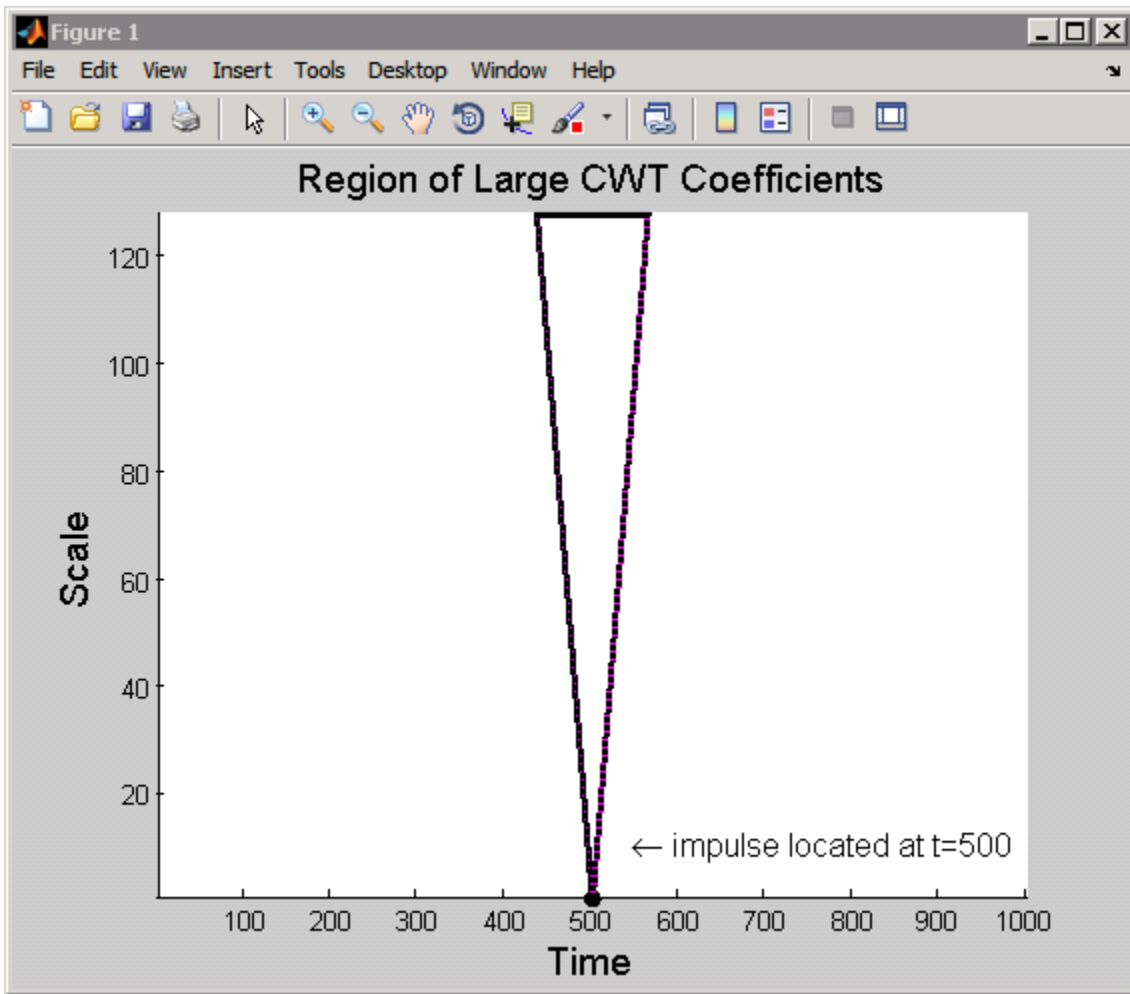 Figure 1
File Edit View Insert Tools Desktop Window Help
Region of Large CWT Coefficients
120
100
80
60
40
20
Scale
← impulse located at t=500
100 200 300 400 500 600 700 800 900 1000
Time